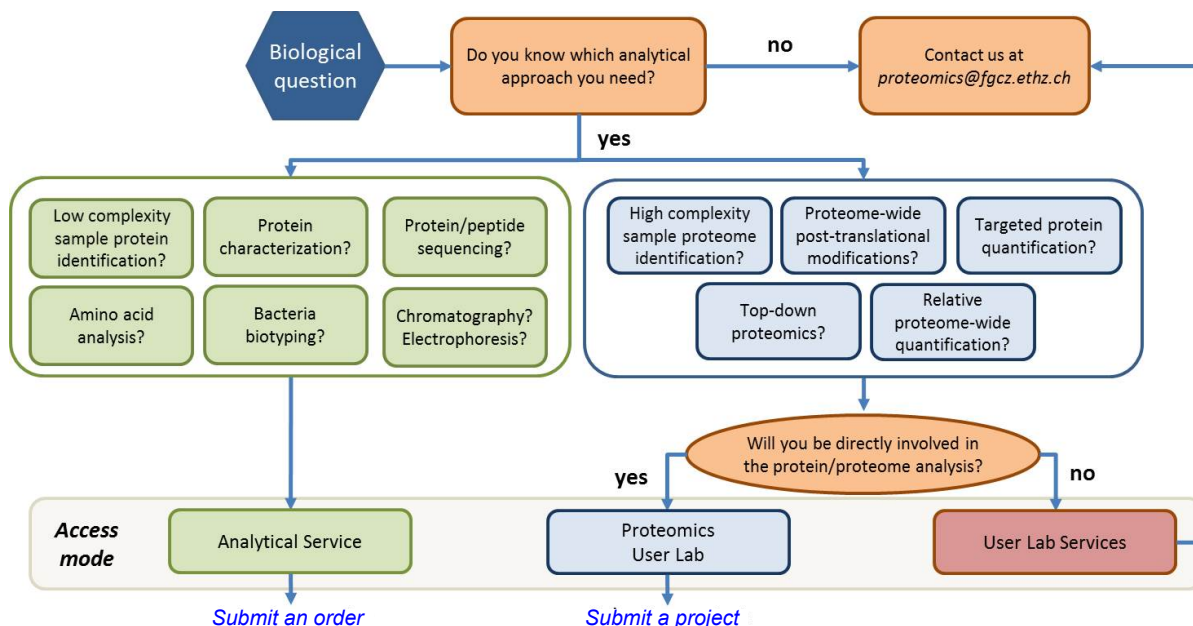 Biological
question
Do you know which analytical
approach you need?
no
Contact us at
proteomics@fgcz.ethz.ch
yes
Low complexity
sample protein
identification?
Protein
characterization?
Protein/peptide
sequencing?
Amino acid
analysis?
Bacteria
biotyping?
Chromatography?
Electrophoresis?
High complexity
sample proteome
identification?
Proteome-wide
post-translational
modifications?
Targeted protein
quantification?
Top-down
proteomics?
Relative
proteome-wide
quantification?
Will you be directly involved in
the protein/proteome analysis?
yes
no
Access
mode
Analytical Service
Proteomics
User Lab
User Lab Services
Submit an order
Submit a project